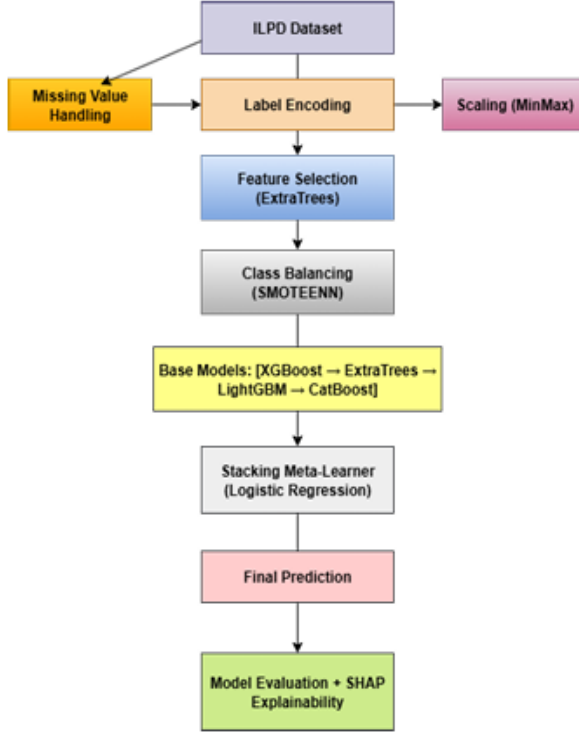 ILPD Dataset
Missing Value
Handling
Label Encoding
Scaling (MinMax)
Feature Selection
(ExtraTrees)
Class Balancing
(SMOTEENN)
Base Models: [XGBoost → ExtraTrees →
LightGBM → CatBoost]
Stacking Meta-Learner
(Logistic Regression)
Final Prediction
Model Evaluation + SHAP
Explainability